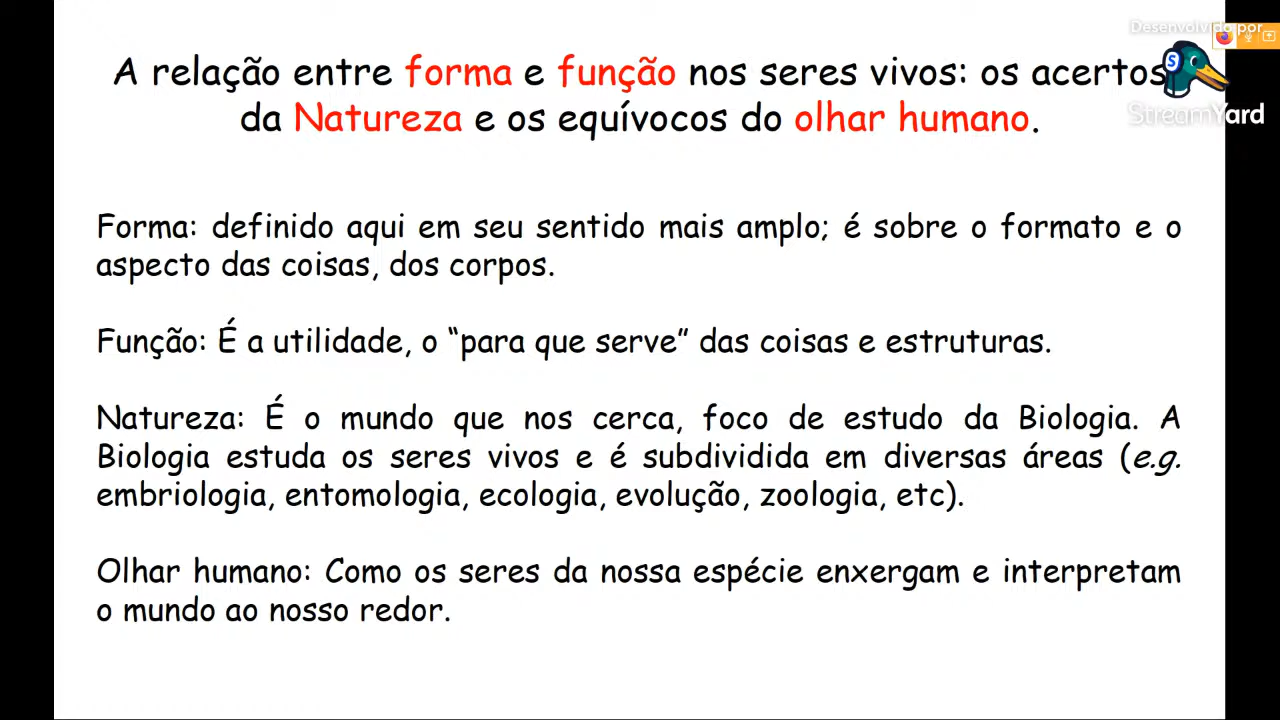 Desenvolvido por
StreamYard
A relação entre forma e função nos seres vivos: os acertos
da Natureza e os equívocos do olhar humano.
Forma: definido aqui em seu sentido mais amplo; é sobre o formato e o
aspecto das coisas, dos corpos.
Função: É a utilidade, o “para que serve” das coisas e estruturas.
Natureza: É o mundo que nos cerca, foco de estudo da Biologia. A
Biologia estuda os seres vivos e é subdividida em diversas áreas (e.g.
embriologia, entomologia, ecologia, evolução, zoologia, etc).
Olhar humano: Como os seres da nossa espécie enxergam e interpretam
o mundo ao nosso redor.